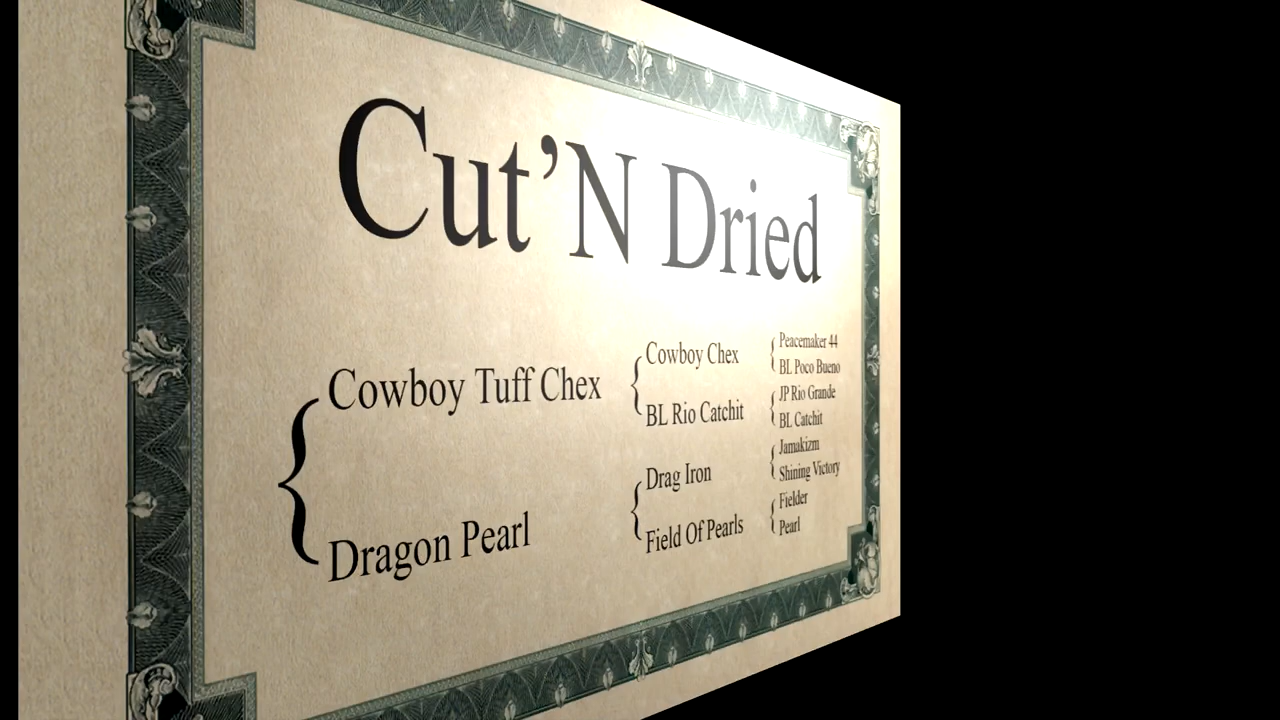 Cut’N Dried
Cowboy Tuff Chex
Dragon Pearl
Cowboy Chex
BL Rio Catchit
Drag Iron
Field Of Pearls
Peacemaker 44
BL Poco Bueno
JP Rio Grande
BL Catchit
Jamakizm
Shining Victory
Fielder
Pearl